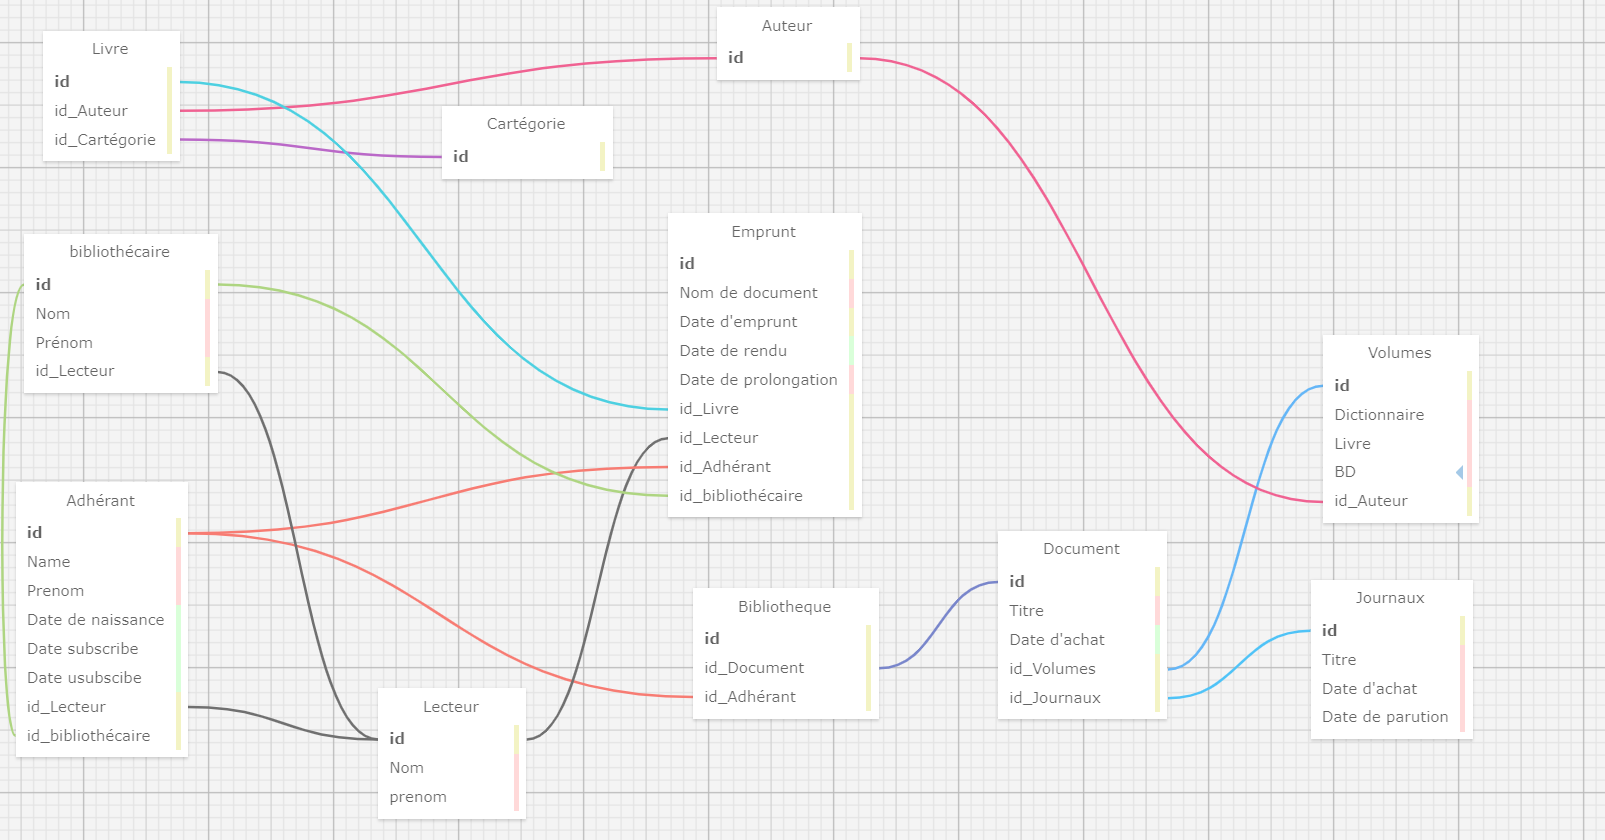 Livre
id
id_Auteur
id_Cartégorie
Auteur
id
Cartégorie
id
bibliothécaire
id
Nom
Prénom
id_Lecteur
Emprunt
id
Nom de document
Date d'emprunt
Date de rendu
Date de prolongation
id_Livre
id_Lecteur
id_Adhérant
id_bibliothécaire
Volumes
id
Dictionnaire
Livre
BD
id_Auteur
Adhérant
id
Name
Prenom
Date de naissance
Date subscribe
Date usubscibe
id_Lecteur
id_bibliothécaire
Lecteur
id
Nom
prenom
Bibliotheque
id
id_Document
id_Adhérant
Document
id
Titre
Date d'achat
id_Volumes
id_Journaux
Journaux
id
Titre
Date d'achat
Date de parution